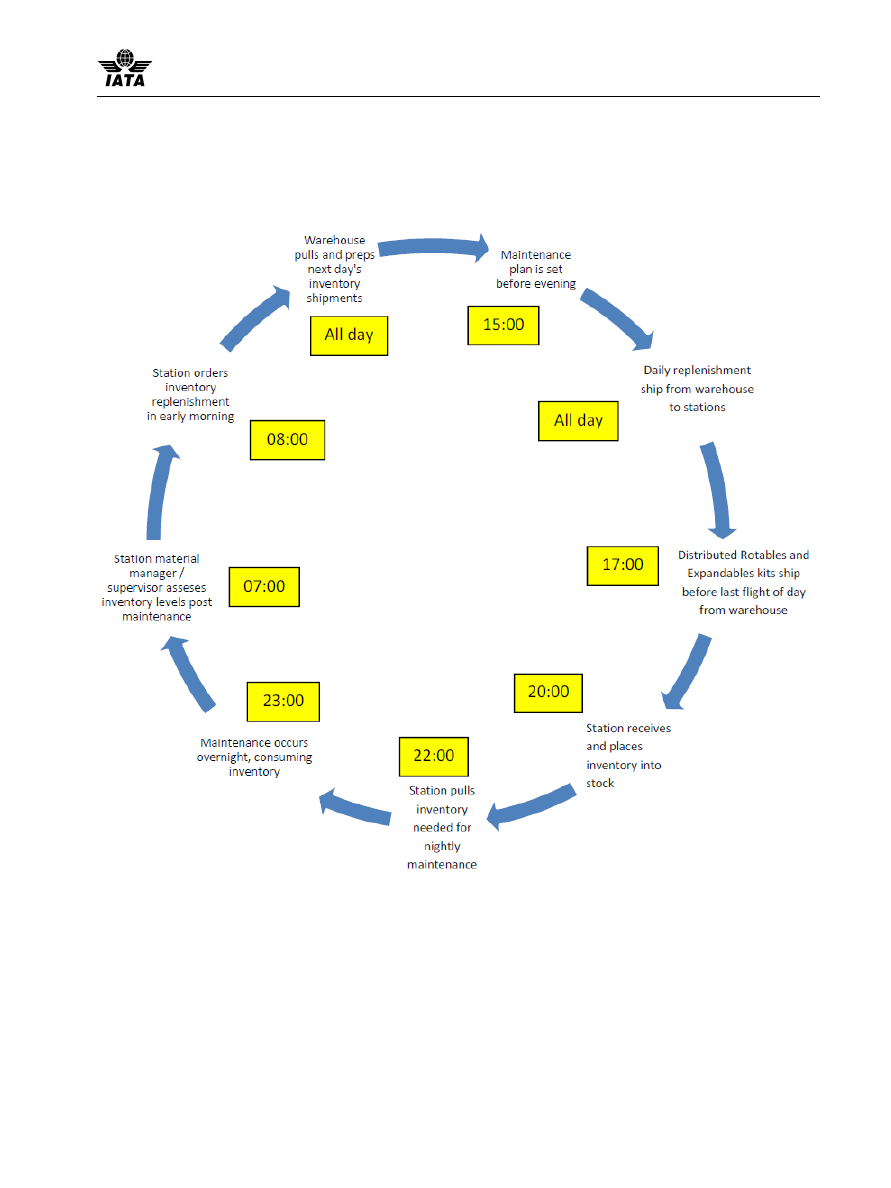 IATA
Warehouse
pulls and preps
next day's
inventory
shipments
All day
Maintenance
plan is set
before evening
15:00
Daily replenishment
ship from warehouse
to stations
All day
Distributed Rotables and
Expandables kits ship
before last flight of day
from warehouse
17:00
Station receives
and places
inventory into
stock
20:00
Station pulls
inventory
needed for
nightly
maintenance
22:00
Maintenance occurs
overnight, consuming
inventory
23:00
Station material
manager /
supervisor asseses
inventory levels post
maintenance
07:00
Station orders
inventory
replenishment
in early morning
08:00